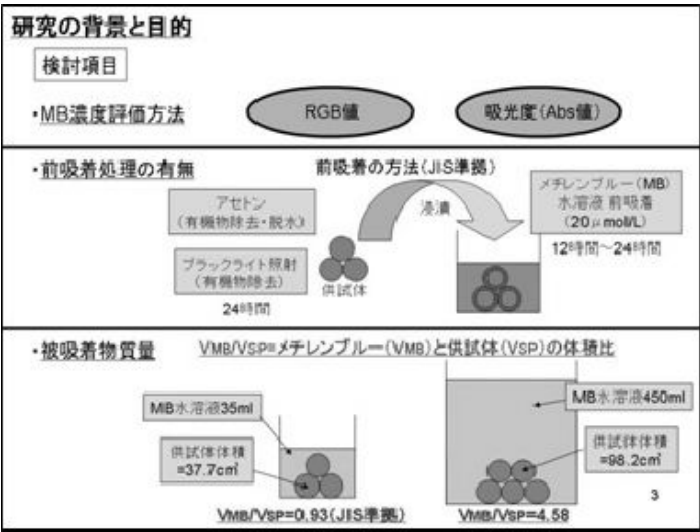 研究の背景と目的
検討項目
・MB濃度評価方法
RGB値
吸光度(Abs値)
・前吸着処理の有無
前吸着の方法(JIS準拠)
アセトン
(有機物除去・脱水)
ブラックライト照射
(有機物除去)
24時間
浸漬
供試体
メチレンブルー(MB)
水溶液 前吸着
(20μmol/L)
12時間～24時間
・被吸着物質量
VMB/VSP=メチレンブルー(VMB)と供試体(VSP)の体積比
MB水溶液35ml
供試体体積
=37.7cm³
VMB/VSP=0.93(JIS準拠)
MB水溶液450ml
供試体体積
=98.2cm³
VMB/VSP=4.58
3